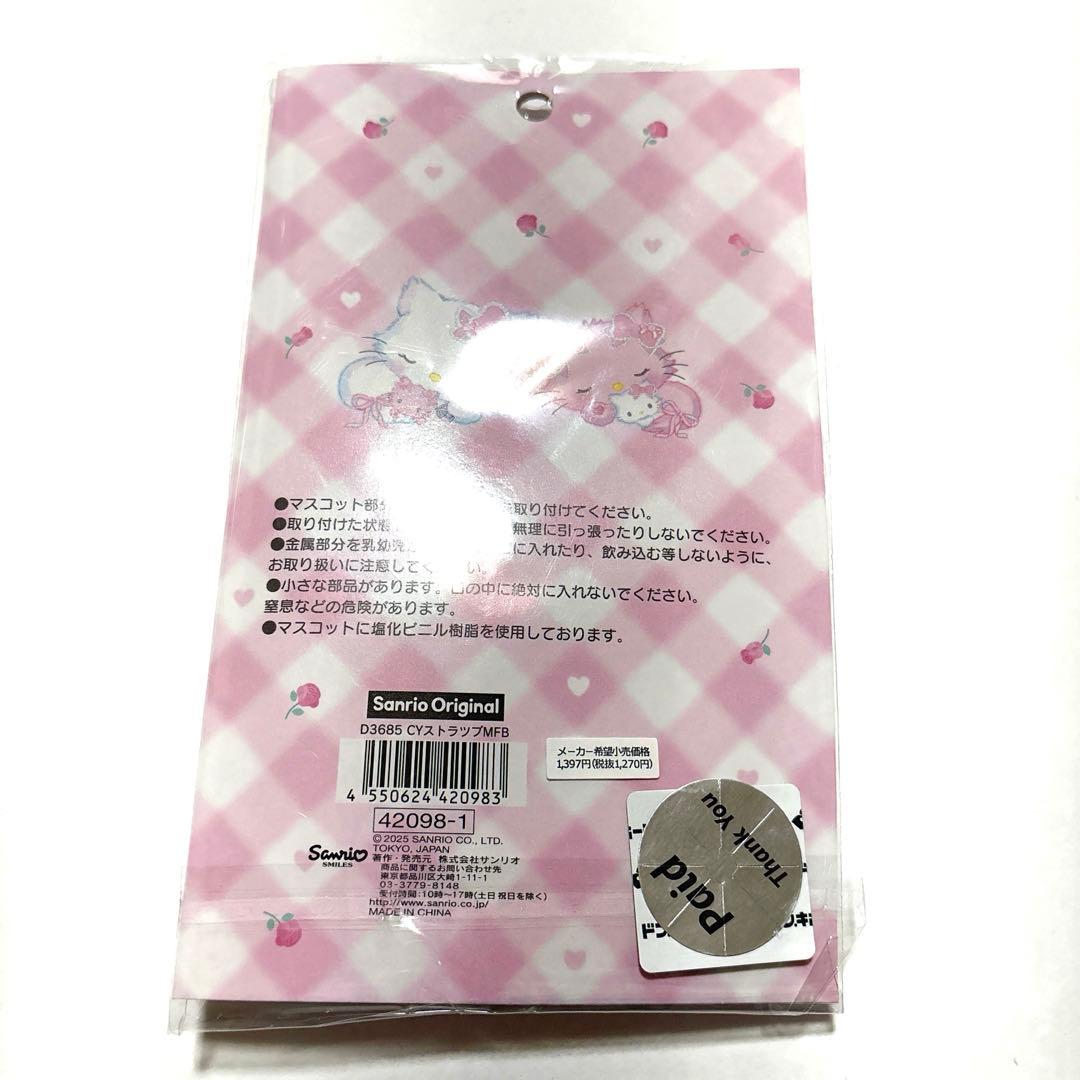 ●マスコット部分 取り付けてください。
●取り付けた状態 無理に引っ張ったりしないでください。
●金属部分を乳幼児が に入れたり、飲み込む等しないように、
お取り扱いに注意してください。
●小さな部品があります。口の中に絶対に入れないでください。
窒息などの危険があります。
●マスコットに塩化ビニル樹脂を使用しております。
Sanrio Original
D3685 CYストラップMFB
4 550624 420983
42098-1
メーカー希望小売価格
1,397円(税抜1,270円)
© 2025 SANRIO CO., LTD.
TOKYO, JAPAN
著作・発売元 株式会社サンリオ
商品に関するお問い合わせ先
東京都品川区大崎1-11-1
03-3779-8148
受付時間:10時〜17時(土日祝日を除く)
http://www.sanrio.co.jp/
MADE IN CHINA
Sanrio
SMILES
Thank You
Paid